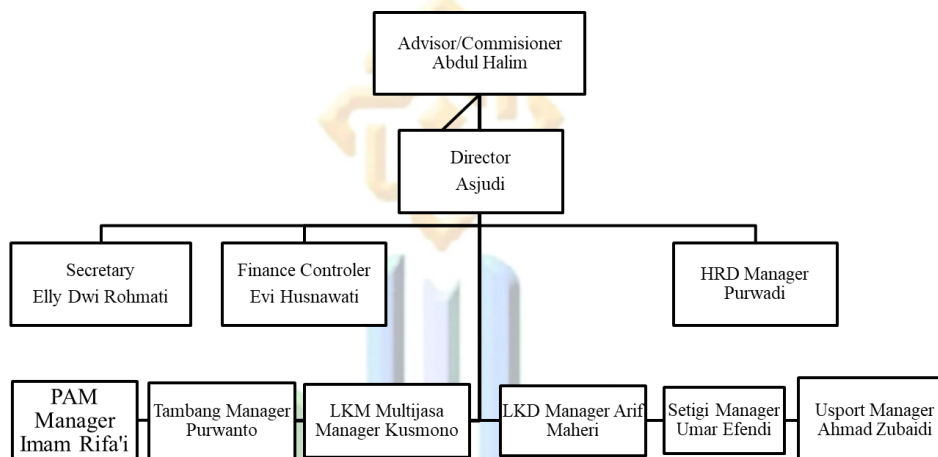 Advisor/Commisioner
Abdul Halim
Director
Asjudi
Secretary
Elly Dwi Rohmati
Finance Controler
Evi Husnawati
HRD Manager
Purwadi
PAM
Manager
Imam Rifa'i
Tambang Manager
Purwanto
LKM Multijasa
Manager Kusmono
LKD Manager Arif
Maheri
Setigi Manager
Umar Efendi
Usport Manager
Ahmad Zubaidi